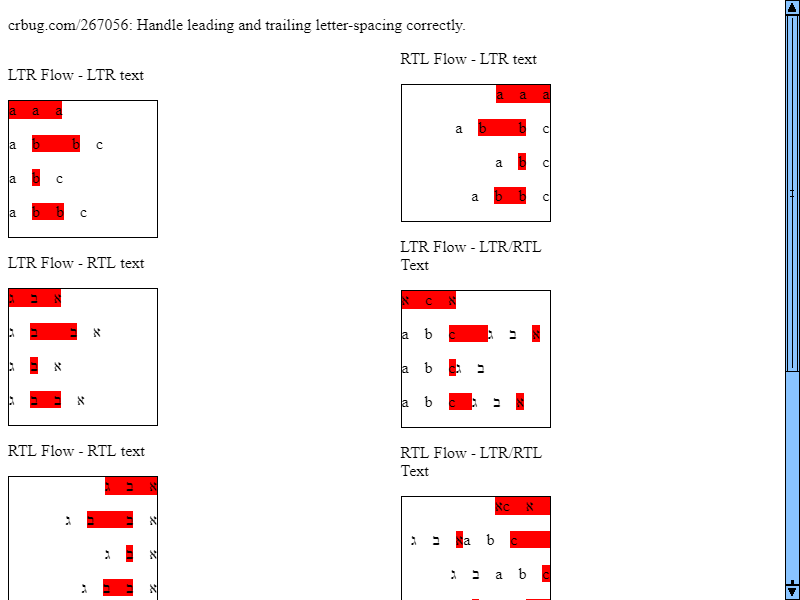 crbug.com/267056: Handle leading and trailing letter-spacing correctly.
LTR Flow - LTR text
a a a
a b b c
a b c
a b b c
LTR Flow - RTL text
א ב ג
א ב ב ג
א ב ג
א ב ב ג
RTL Flow - RTL text
א ב ג
א ב ב ג
א ב ג
א ב ב ג
RTL Flow - LTR text
a a a
a b b c
a b c
a b b c
LTR Flow - LTR/RTL
Text
א c א
a b c א ב ג
a b c ב ג
a b c א ב ג
RTL Flow - LTR/RTL
Text
א c א
a b c א ב ג
a b c ב ג